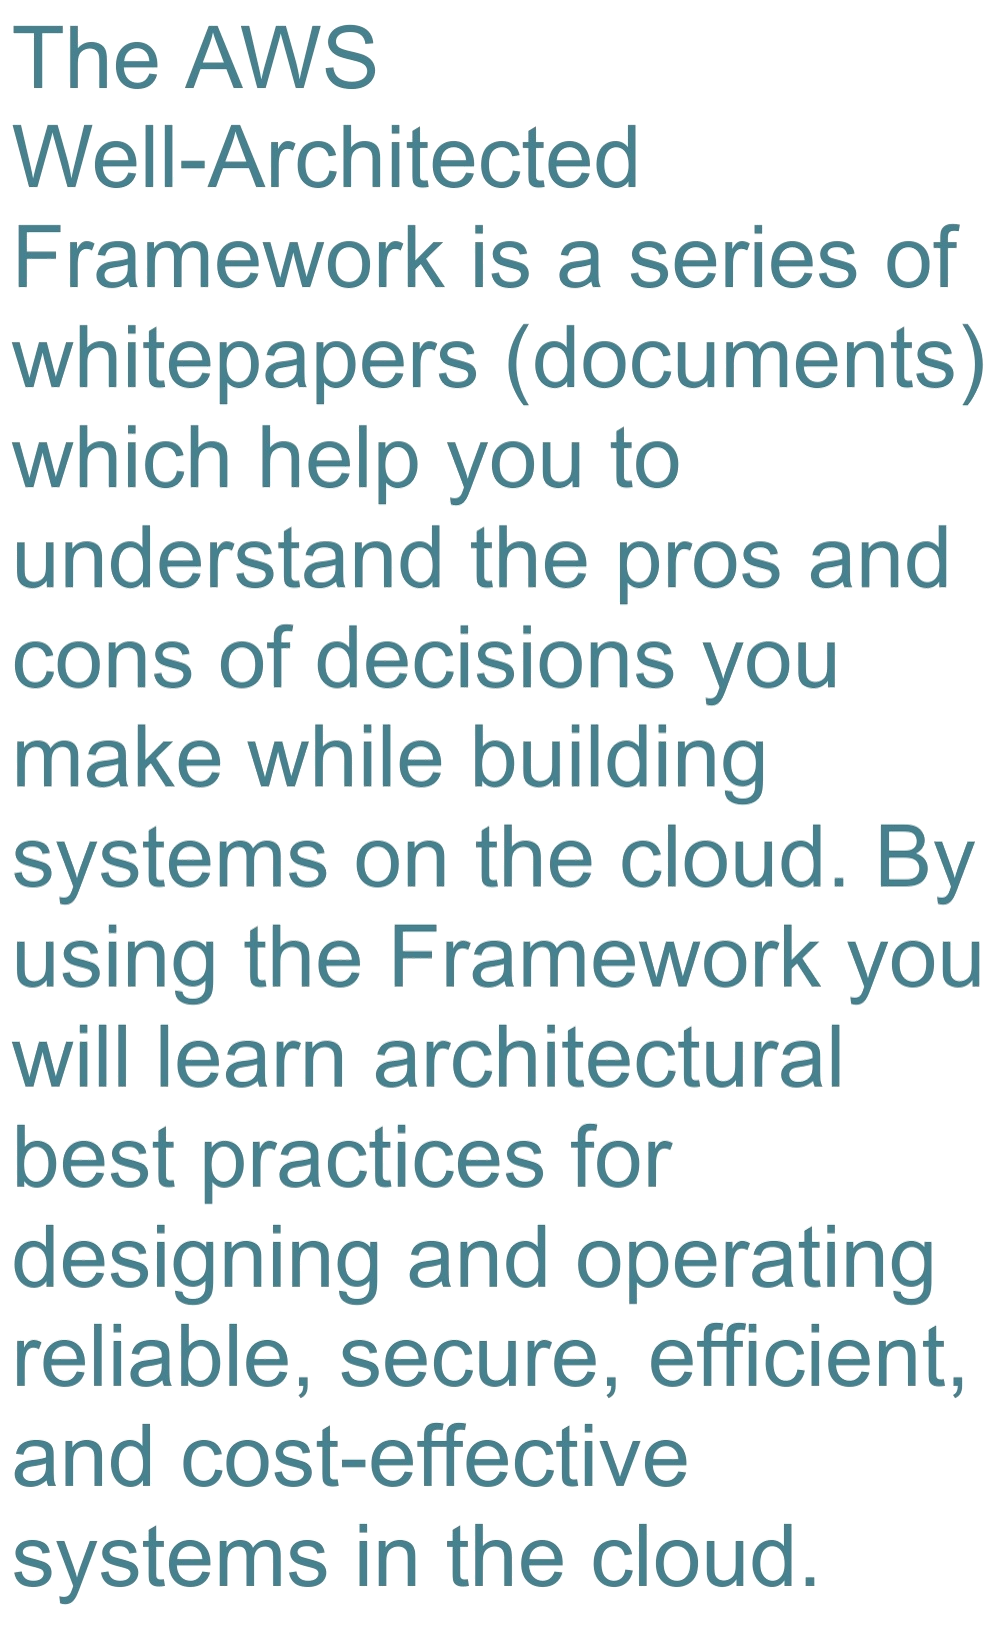 The AWS
Well-Architected
Framework is a series of
whitepapers (documents)
which help you to
understand the pros and
cons of decisions you
make while building
systems on the cloud. By
using the Framework you
will learn architectural
best practices for
designing and operating
reliable, secure, efficient,
and cost-effective
systems in the cloud.